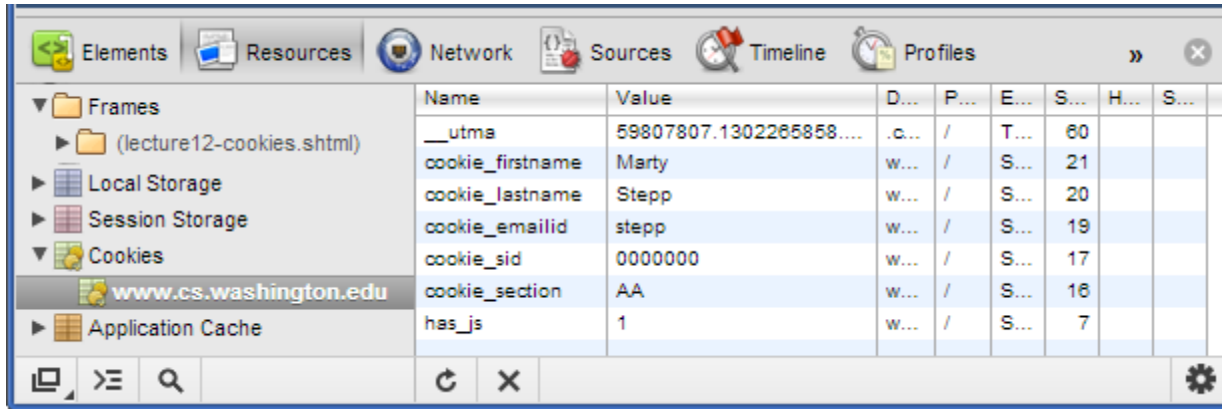 Elements Resources Network Sources Timeline Profiles »
Frames
(lecture12-cookies.shtml)
Local Storage
Session Storage
Cookies
www.cs.washington.edu
Application Cache
Name Value D... P... E... S... H... S...
__utma 59807807.1302265858.... .c... / T... 60
cookie_firstname Marty w... / S... 21
cookie_lastname Stepp w... / S... 20
cookie_emailid stepp w... / S... 19
cookie_sid 0000000 w... / S... 17
cookie_section AA w... / S... 16
has_js 1 w... / S... 7